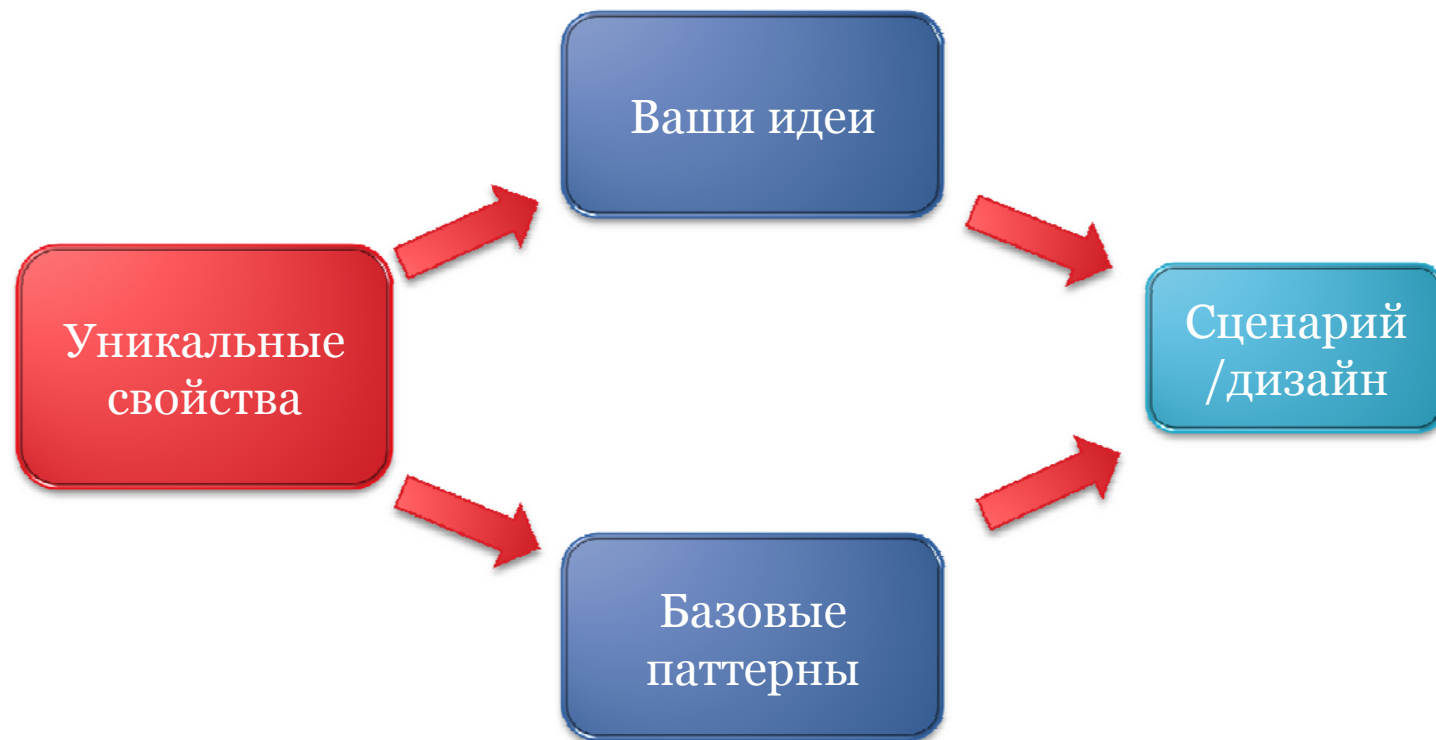 Ваши идеи
Уникальные
свойства
Сценарий
/дизайн
Базовые
паттерны